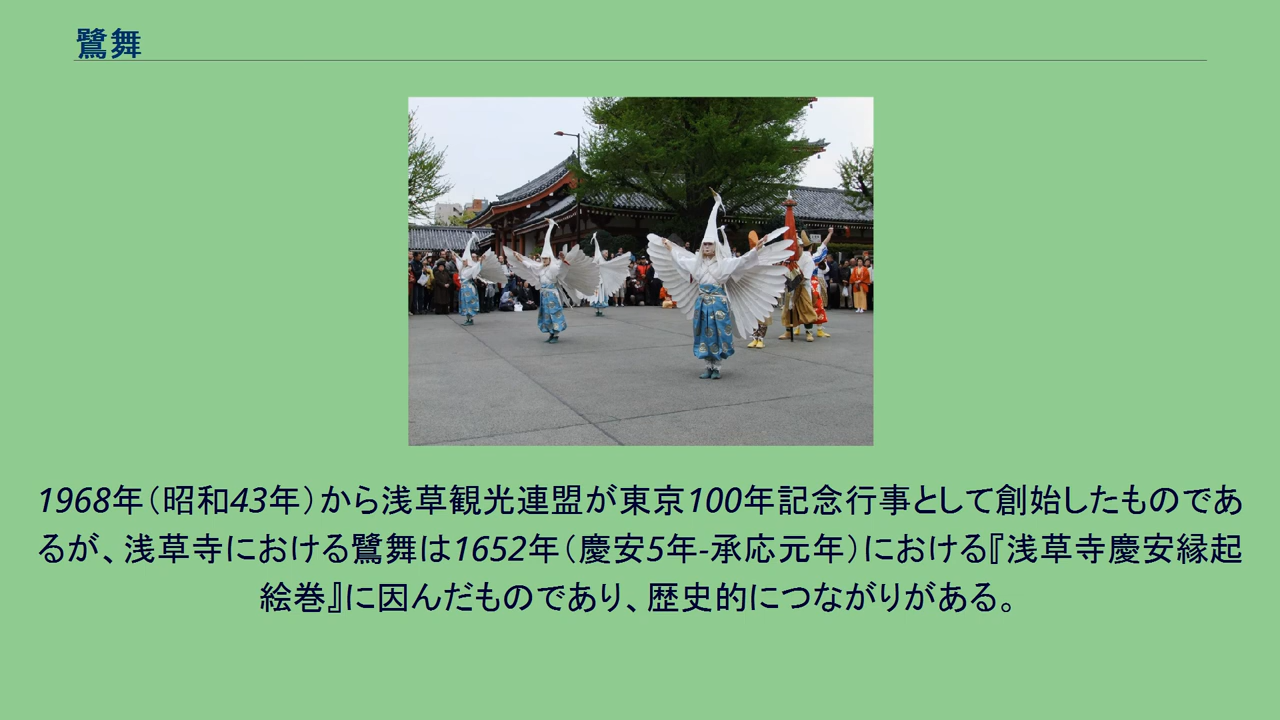 鷺舞
1968年（昭和43年）から浅草観光連盟が東京100年記念行事として創始したものであ
るが、浅草寺における鷺舞は1652年（慶安5年-承応元年）における『浅草寺慶安縁起
絵巻』に因んだものであり、歴史的につながりがある。